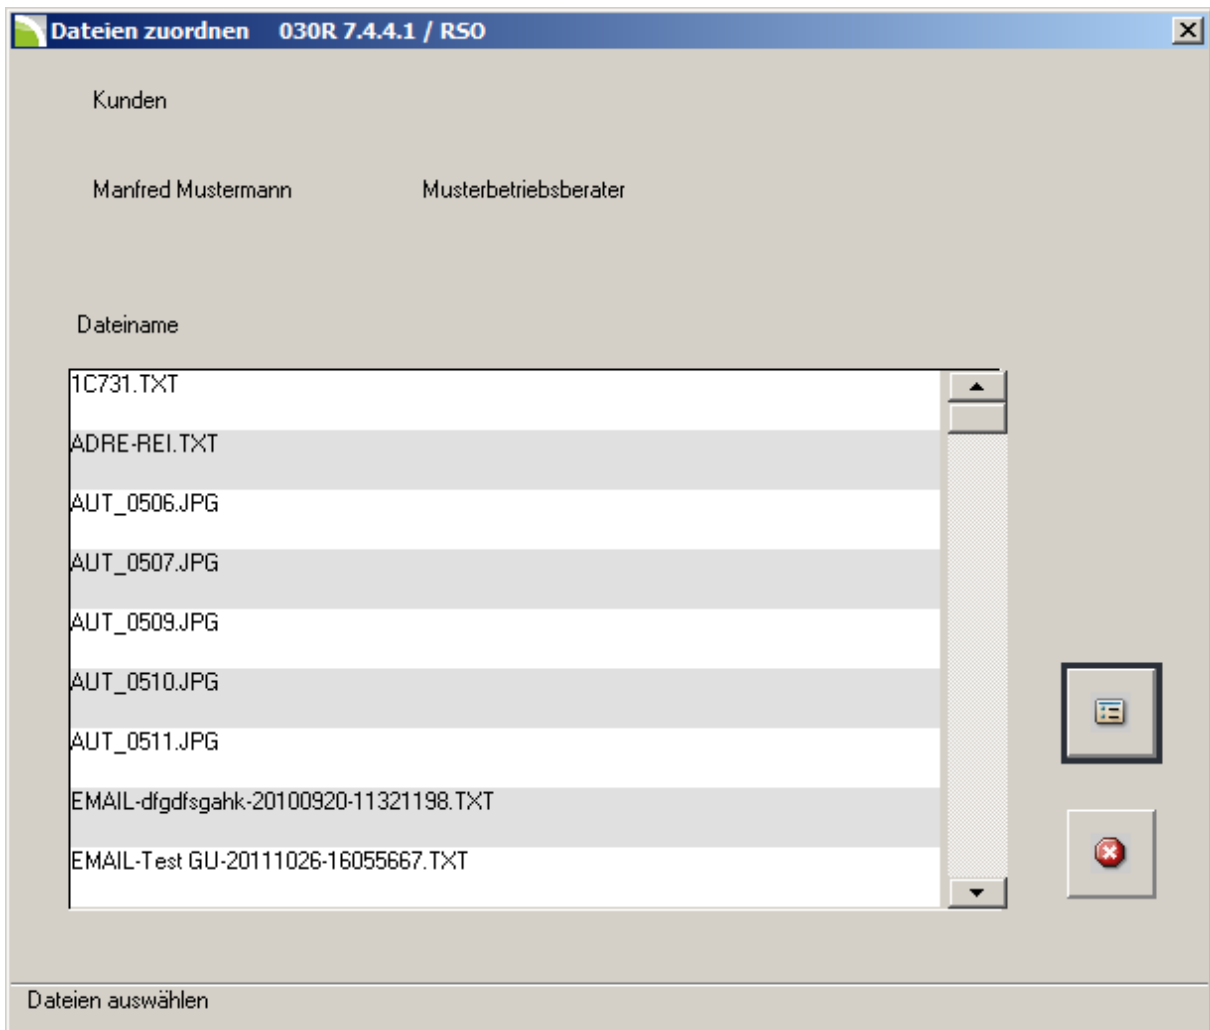 Dateien zuordnen 030R 7.4.4.1 / RSO
Kunden
Manfred Mustermann Musterbetriebsberater
Dateiname
1C731.TXT
ADRE-REI.TXT
AUT_0506.JPG
AUT_0507.JPG
AUT_0509.JPG
AUT_0510.JPG
AUT_0511.JPG
EMAIL-dfgdfsgahk-20100920-11321198.TXT
EMAIL-Test GU-20111026-16055667.TXT
Dateien auswählen